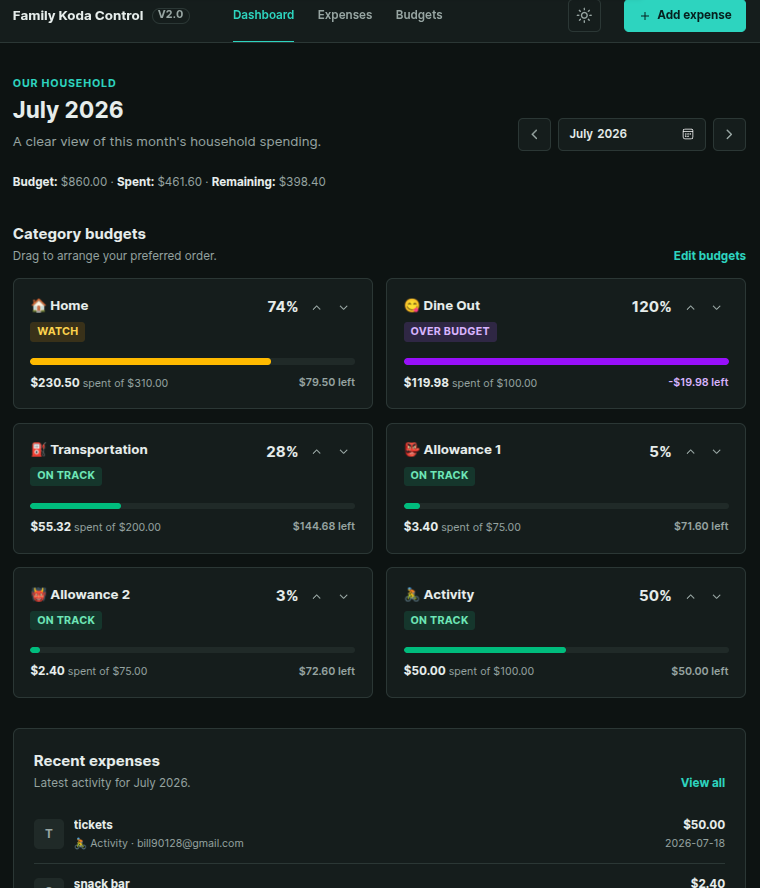 Family Koda Control V2.0 Dashboard Expenses Budgets + Add expense
OUR HOUSEHOLD
July 2026
A clear view of this month's household spending.
July 2026
Budget: $860.00 · Spent: $461.60 · Remaining: $398.40
Category budgets
Drag to arrange your preferred order.
Edit budgets
🏠 Home 74%
WATCH
$230.50 spent of $310.00 $79.50 left
😋 Dine Out 120%
OVER BUDGET
$119.98 spent of $100.00 -$19.98 left
⛽ Transportation 28%
ON TRACK
$55.32 spent of $200.00 $144.68 left
👺 Allowance 1 5%
ON TRACK
$3.40 spent of $75.00 $71.60 left
👹 Allowance 2 3%
ON TRACK
$2.40 spent of $75.00 $72.60 left
🚴 Activity 50%
ON TRACK
$50.00 spent of $100.00 $50.00 left
Recent expenses
Latest activity for July 2026.
View all
T
tickets $50.00
🚴 Activity · bill90128@gmail.com 2026-07-18
snack bar $2.40